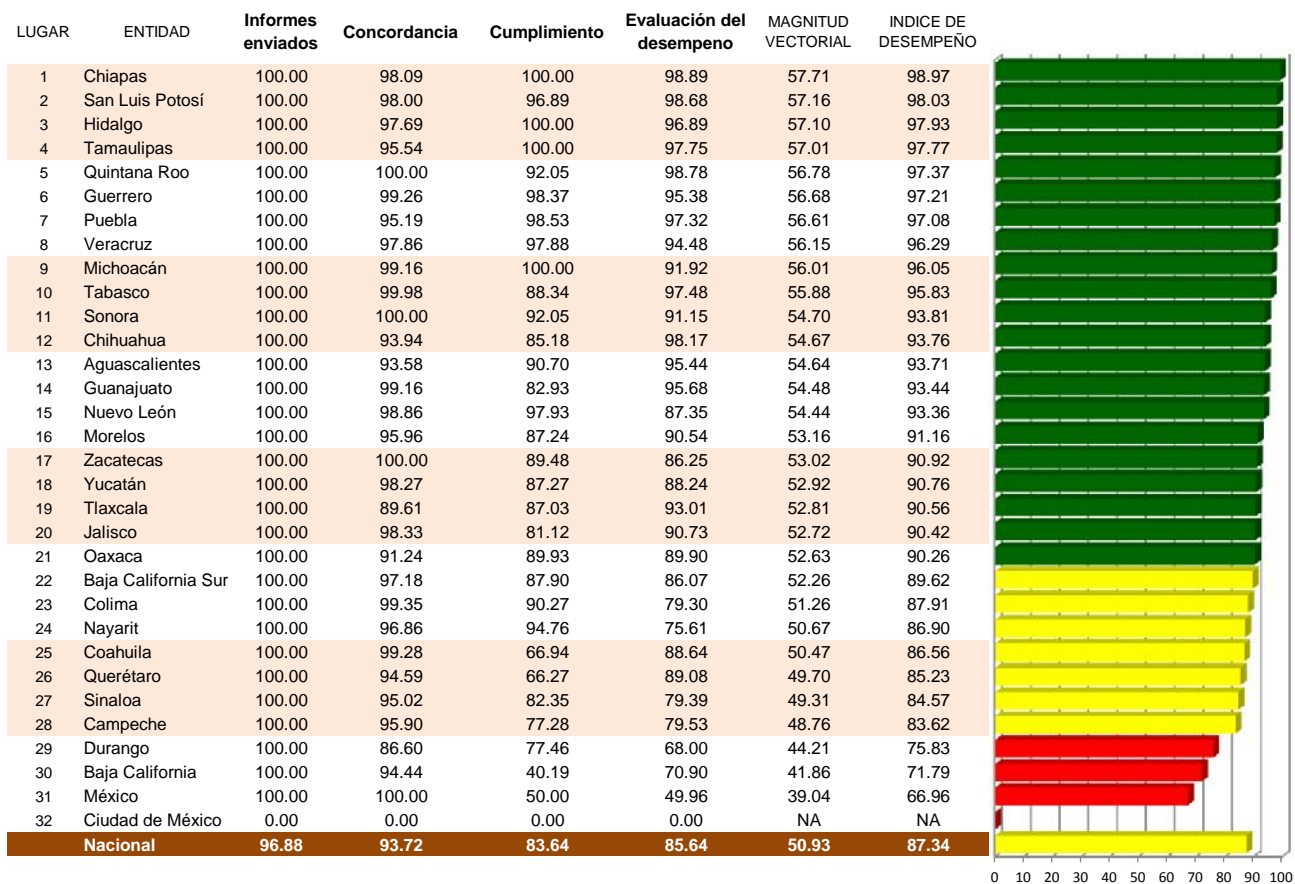 LUGAR ENTIDAD Informes enviados Concordancia Cumplimiento Evaluación del desempeno MAGNITUD VECTORIAL INDICE DE DESEMPEÑO
1 Chiapas 100.00 98.09 100.00 98.89 57.71 98.97
2 San Luis Potosí 100.00 98.00 96.89 98.68 57.16 98.03
3 Hidalgo 100.00 97.69 100.00 96.89 57.10 97.93
4 Tamaulipas 100.00 95.54 100.00 97.75 57.01 97.77
5 Quintana Roo 100.00 100.00 92.05 98.78 56.78 97.37
6 Guerrero 100.00 99.26 98.37 95.38 56.68 97.21
7 Puebla 100.00 95.19 98.53 97.32 56.61 97.08
8 Veracruz 100.00 97.86 97.88 94.48 56.15 96.29
9 Michoacán 100.00 99.16 100.00 91.92 56.01 96.05
10 Tabasco 100.00 99.98 88.34 97.48 55.88 95.83
11 Sonora 100.00 100.00 92.05 91.15 54.70 93.81
12 Chihuahua 100.00 93.94 85.18 98.17 54.67 93.76
13 Aguascalientes 100.00 93.58 90.70 95.44 54.64 93.71
14 Guanajuato 100.00 99.16 82.93 95.68 54.48 93.44
15 Nuevo León 100.00 98.86 97.93 87.35 54.44 93.36
16 Morelos 100.00 95.96 87.24 90.54 53.16 91.16
17 Zacatecas 100.00 100.00 89.48 86.25 53.02 90.92
18 Yucatán 100.00 98.27 87.27 88.24 52.92 90.76
19 Tlaxcala 100.00 89.61 87.03 93.01 52.81 90.56
20 Jalisco 100.00 98.33 81.12 90.73 52.72 90.42
21 Oaxaca 100.00 91.24 89.93 89.90 52.63 90.26
22 Baja California Sur 100.00 97.18 87.90 86.07 52.26 89.62
23 Colima 100.00 99.35 90.27 79.30 51.26 87.91
24 Nayarit 100.00 96.86 94.76 75.61 50.67 86.90
25 Coahuila 100.00 99.28 66.94 88.64 50.47 86.56
26 Querétaro 100.00 94.59 66.27 89.08 49.70 85.23
27 Sinaloa 100.00 95.02 82.35 79.39 49.31 84.57
28 Campeche 100.00 95.90 77.28 79.53 48.76 83.62
29 Durango 100.00 86.60 77.46 68.00 44.21 75.83
30 Baja California 100.00 94.44 40.19 70.90 41.86 71.79
31 México 100.00 100.00 50.00 49.96 39.04 66.96
32 Ciudad de México 0.00 0.00 0.00 0.00 NA NA
Nacional 96.88 93.72 83.64 85.64 50.93 87.34
0 10 20 30 40 50 60 70 80 90 100